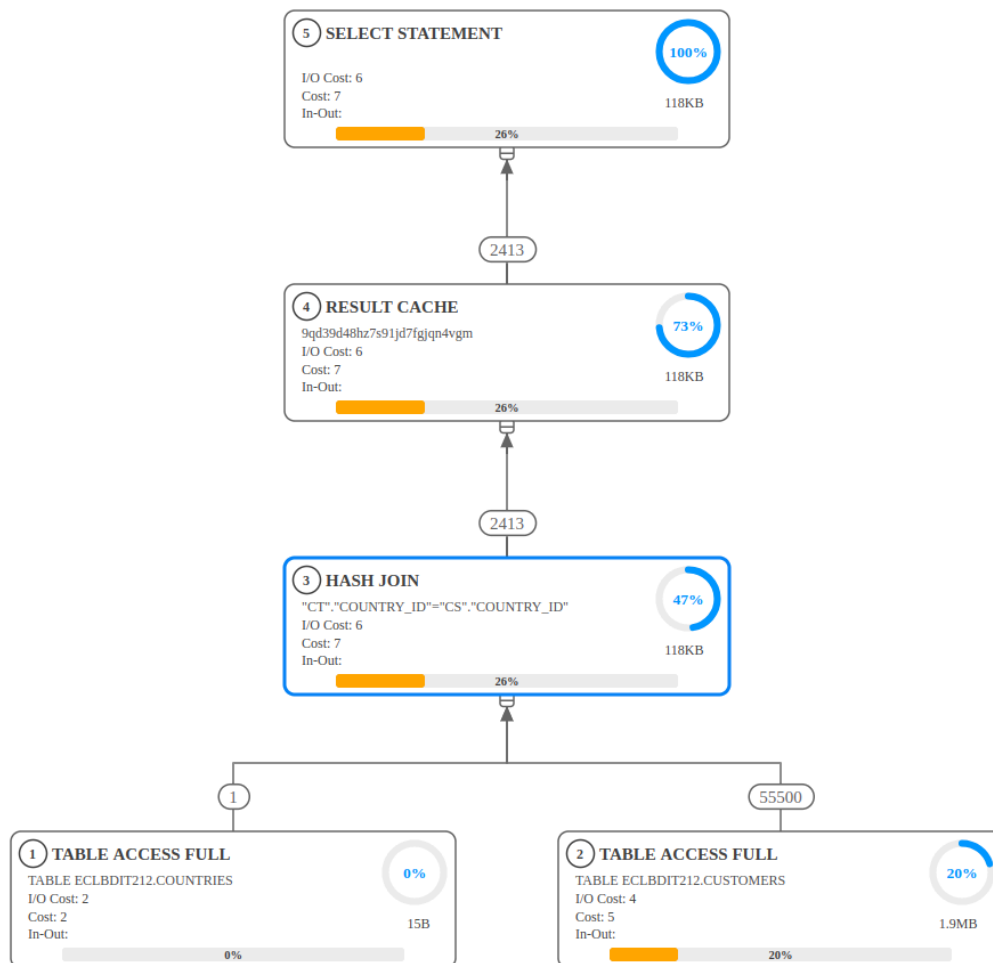 5 SELECT STATEMENT
100%
I/O Cost: 6
Cost: 7
118KB
In-Out:
26%
2413
4 RESULT CACHE
9qd39d48hz7s91jd7fgjqn4vgm
73%
I/O Cost: 6
Cost: 7
118KB
In-Out:
26%
2413
3 HASH JOIN
"CT"."COUNTRY_ID"="CS"."COUNTRY_ID"
47%
I/O Cost: 6
Cost: 7
118KB
In-Out:
26%
1
55500
1 TABLE ACCESS FULL
TABLE ECLBDIT212.COUNTRIES
0%
I/O Cost: 2
Cost: 2
15B
In-Out:
0%
2 TABLE ACCESS FULL
TABLE ECLBDIT212.CUSTOMERS
20%
I/O Cost: 4
Cost: 5
1.9MB
In-Out:
20%